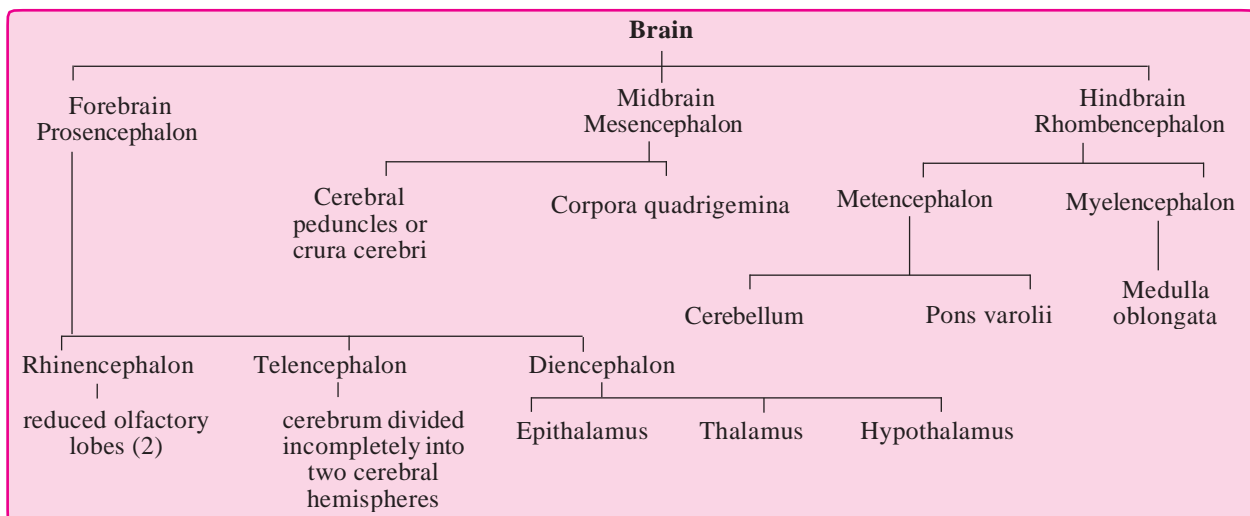 Brain
Forebrain
Prosencephalon
Midbrain
Mesencephalon
Hindbrain
Rhombencephalon
Cerebral
peduncles or
crura cerebri
Corpora quadrigemina
Metencephalon
Myelencephalon
Cerebellum
Pons varolii
Medulla
oblongata
Rhinencephalon
Telencephalon
Diencephalon
reduced olfactory
lobes (2)
cerebrum divided
incompletely into
two cerebral
hemispheres
Epithalamus
Thalamus
Hypothalamus